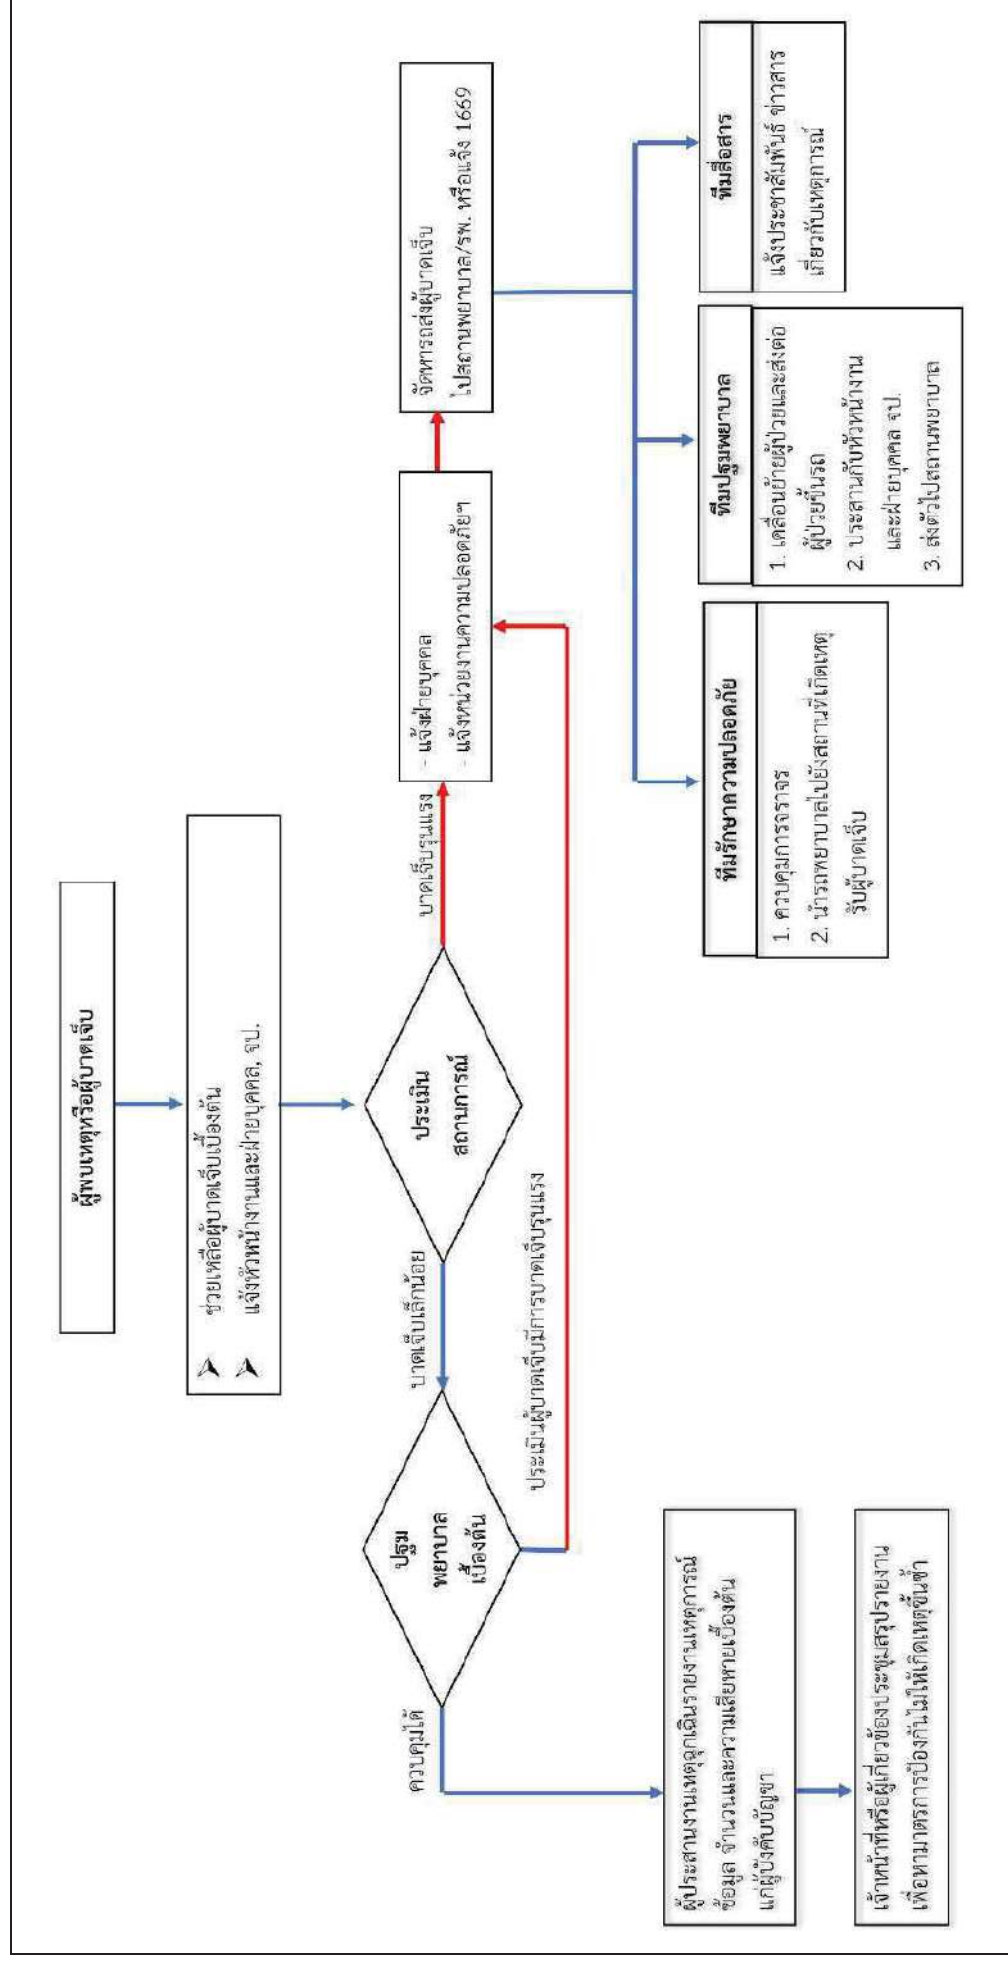 ผู้พบเหตุหรือผู้บาดเจ็บ
➤ ช่วยเหลือผู้บาดเจ็บเบื้องต้น
➤ แจ้งหัวหน้างานและฝ่ายบุคคล, จป.
ประเมิน
สถานการณ์
บาดเจ็บเล็กน้อย
บาดเจ็บรุนแรง
ปฐม
พยาบาล
เบื้องต้น
ควบคุมได้
ประเมินผู้บาดเจ็บมีการบาดเจ็บรุนแรง
- แจ้งฝ่ายบุคคล
- แจ้งหน่วยงานความปลอดภัยฯ
จัดหารถส่งผู้บาดเจ็บ
ไปสถานพยาบาล/รพ. หรือแจ้ง 1669
ผู้ประสานงานเหตุฉุกเฉินรายงานเหตุการณ์
ข้อมูล จำนวนและความเสียหายเบื้องต้น
แก่ผู้บังคับบัญชา
เจ้าหน้าที่หรือผู้เกี่ยวข้องประชุมสรุปรายงาน
เพื่อหามาตรการป้องกันไม่ให้เกิดเหตุขึ้นซ้ำ
ทีมรักษาความปลอดภัย
1. ควบคุมการจราจร
2. นำรถพยาบาลไปยังสถานที่เกิดเหตุ
รับผู้บาดเจ็บ
ทีมปฐมพยาบาล
1. เคลื่อนย้ายผู้ป่วยและส่งต่อ
ผู้ป่วยขึ้นรถ
2. ประสานกับหัวหน้างาน
และฝ่ายบุคคล จป.
3. ส่งตัวไปสถานพยาบาล
ทีมสื่อสาร
แจ้งประชาสัมพันธ์ ข่าวสาร
เกี่ยวกับเหตุการณ์